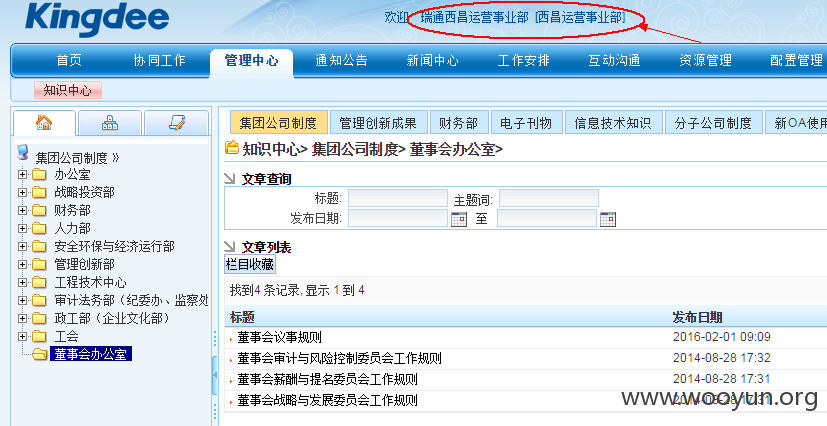 Kingdee
欢迎 瑞通西昌运营事业部 [西昌运营事业部]
首页 协同工作 管理中心 通知公告 新闻中心 工作安排 互动沟通 资源管理 配置管理
知识中心
集团公司制度 管理创新成果 财务部 电子刊物 信息技术知识 分子公司制度 新OA使用
集团公司制度 »
办公室
战略投资部
财务部
人力部
安全环保与经济运行部
管理创新部
工程技术中心
审计法务部（纪委办、监察处
政工部（企业文化部）
工会
董事会办公室
知识中心> 集团公司制度> 董事会办公室>
文章查询
标题: 主题词:
发布日期: 至
文章列表
栏目收藏
找到4 条记录, 显示 1 到 4
标题 发布日期
董事会议事规则 2016-02-01 09:09
董事会审计与风险控制委员会工作规则 2014-08-28 17:32
董事会薪酬与提名委员会工作规则 2014-08-28 17:31
董事会战略与发展委员会工作规则 2014-08-28 17:31
www.wooyun.org